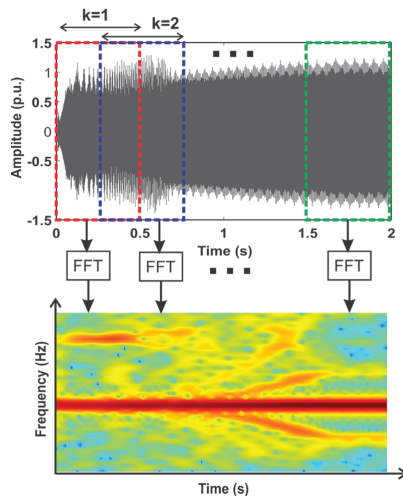 k=1
k=2
1.5
1
0.5
0
-0.5
-1
-1.5
Amplitude (p.u.)
0 0.5 1 1.5 2
Time (s)
FFT FFT FFT
Frequency (Hz)
Time (s)